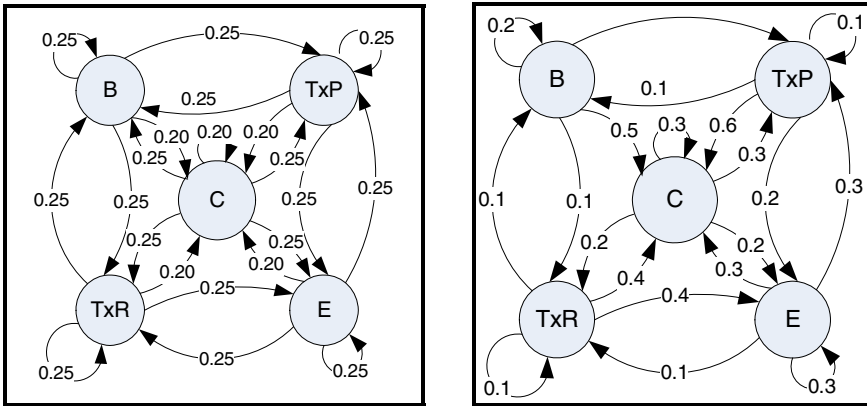 0.25 0.25 0.25
B TxP
0.25
0.20 0.20 0.20
0.25 0.25
C
0.25 0.25 0.25 0.25
0.25 0.25
0.20 0.20
TxR 0.25 E
0.25
0.25 0.25
0.2 0.1
B TxP
0.1
0.5 0.3 0.6
0.3
C
0.1 0.1 0.2 0.3
0.2 0.2
0.4 0.3
TxR 0.4 E
0.1
0.1 0.3